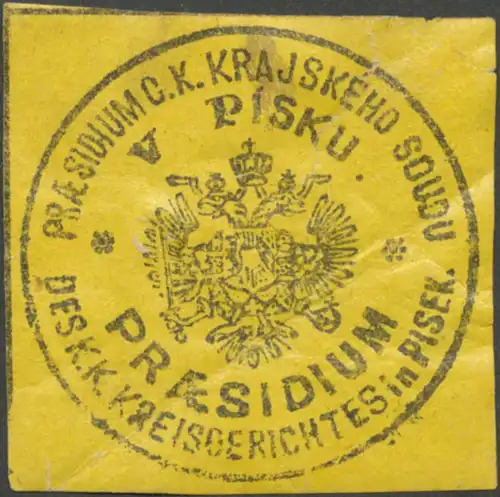 PRÆSIDIUM C.K. KRAJSKÉHO SOUDU
V PÍSKU.
PRÆSIDIUM
DES K.K. KREISGERICHTES in PISEK.